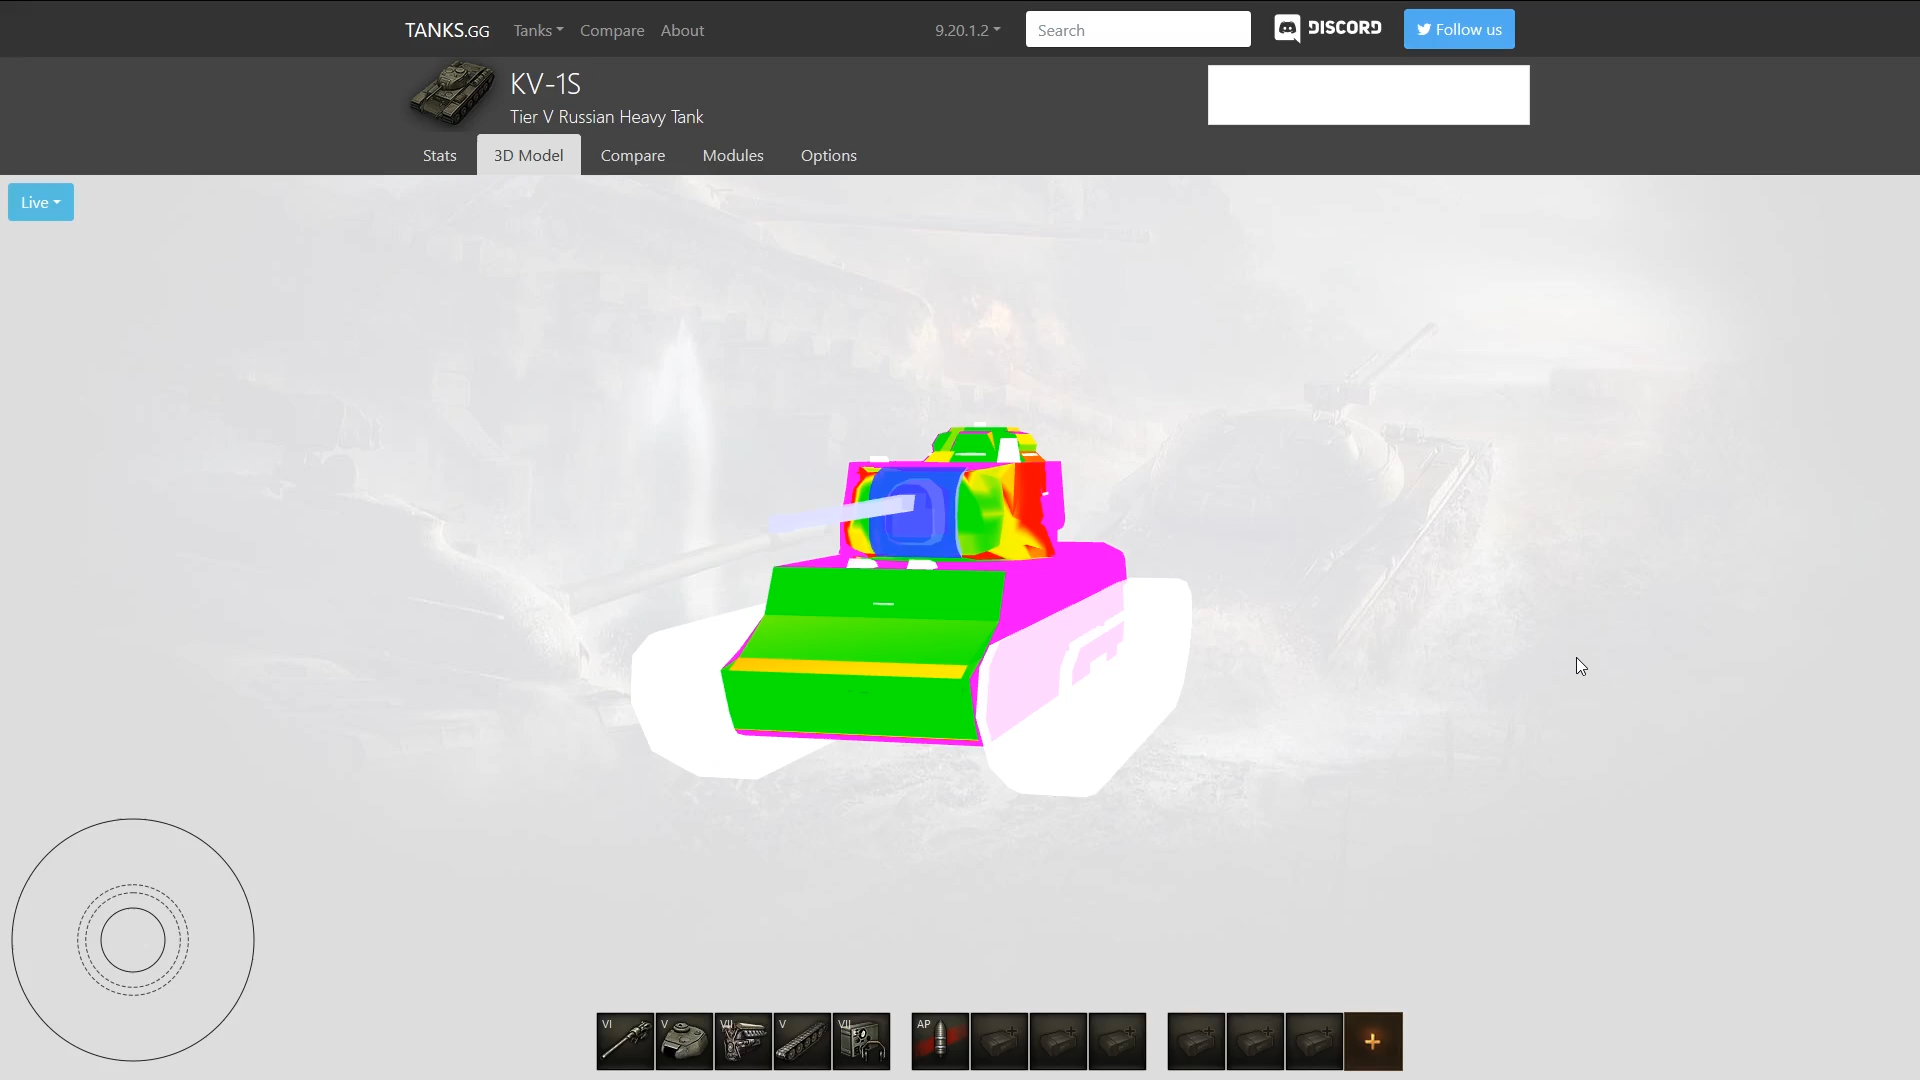 TANKS.GG Tanks Compare About 9.20.1.2 Search DISCORD Follow us
KV-1S
Tier V Russian Heavy Tank
Stats 3D Model Compare Modules Options
Live
VI V VII V VII AP